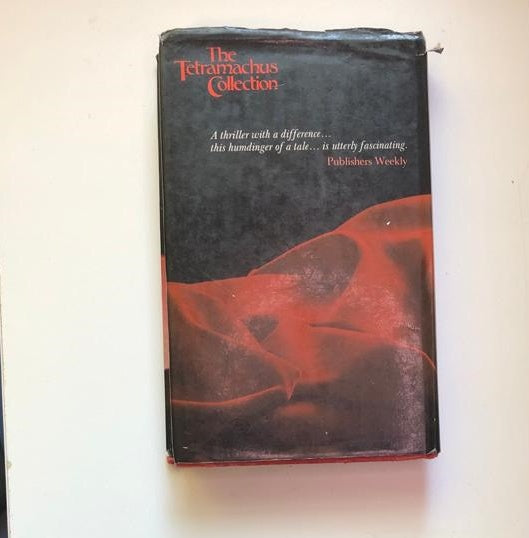 The
Tetramachus
Collection
A thriller with a difference...
this humdinger of a tale... is utterly fascinating.
Publishers Weekly